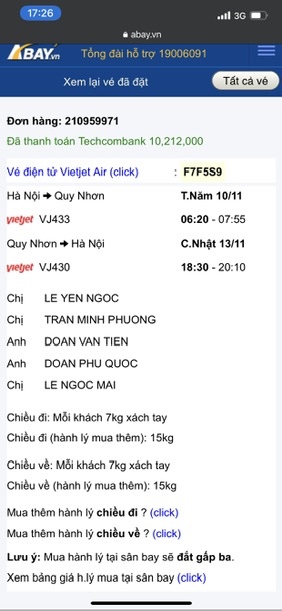 17:26
3G
abay.vn
ABAY.vn
Tổng đài hỗ trợ 19006091
Xem lại vé đã đặt
Tất cả vé
Đơn hàng: 210959971
Đã thanh toán Techcombank 10,212,000
Vé điện tử Vietjet Air (click) : F7F5S9
Hà Nội ➜ Quy Nhơn T.Năm 10/11
vietjet VJ433 06:20 - 07:55
Quy Nhơn ➜ Hà Nội C.Nhật 13/11
vietjet VJ430 18:30 - 20:10
Chị LE YEN NGOC
Chị TRAN MINH PHUONG
Anh DOAN VAN TIEN
Anh DOAN PHU QUOC
Chị LE NGOC MAI
Chiều đi: Mỗi khách 7kg xách tay
Chiều đi (hành lý mua thêm): 15kg
Chiều về: Mỗi khách 7kg xách tay
Chiều về (hành lý mua thêm): 15kg
Mua thêm hành lý chiều đi ? (click)
Mua thêm hành lý chiều về ? (click)
Lưu ý: Mua hành lý tại sân bay sẽ đắt gấp ba.
Xem bảng giá h.lý mua tại sân bay (click)